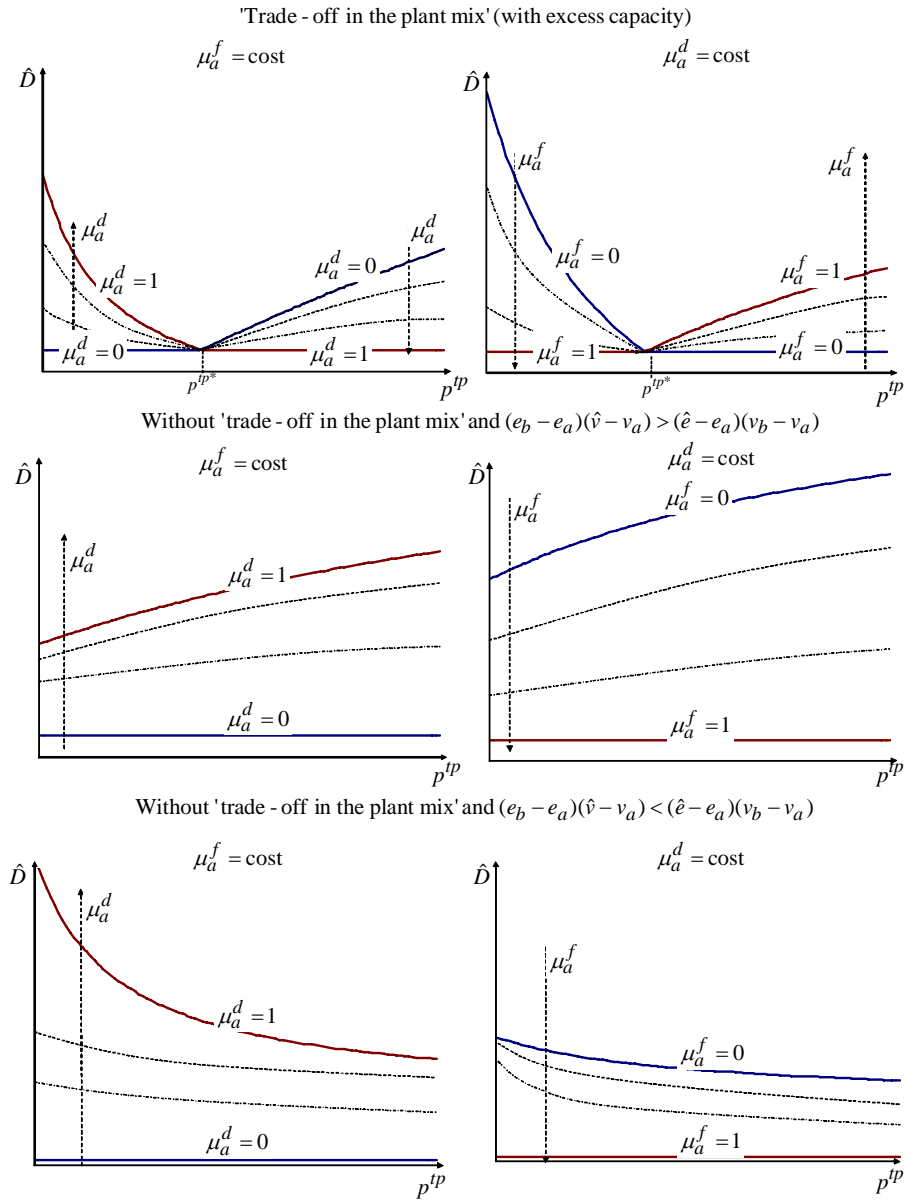 'Trade - off in the plant mix' (with excess capacity)
μ_a^f = cost
μ_a^d = cost
D̂
D̂
μ_a^f
μ_a^f
μ_a^d
μ_a^d
μ_a^d = 0
μ_a^f = 0
μ_a^f = 1
μ_a^d = 1
μ_a^d = 0
μ_a^d = 1
μ_a^f = 1
μ_a^f = 0
p^{tp*}
p^{tp}
p^{tp*}
p^{tp}
Without 'trade - off in the plant mix' and (e_b − e_a)(v̂ − v_a) > (ê − e_a)(v_b − v_a)
μ_a^f = cost
μ_a^d = cost
D̂
D̂
μ_a^f = 0
μ_a^f
μ_a^d
μ_a^d = 1
μ_a^d = 0
μ_a^f = 1
p^{tp}
p^{tp}
Without 'trade - off in the plant mix' and (e_b − e_a)(v̂ − v_a) < (ê − e_a)(v_b − v_a)
μ_a^f = cost
μ_a^d = cost
D̂
D̂
μ_a^d
μ_a^f
μ_a^d = 1
μ_a^f = 0
μ_a^d = 0
μ_a^f = 1
p^{tp}
p^{tp}